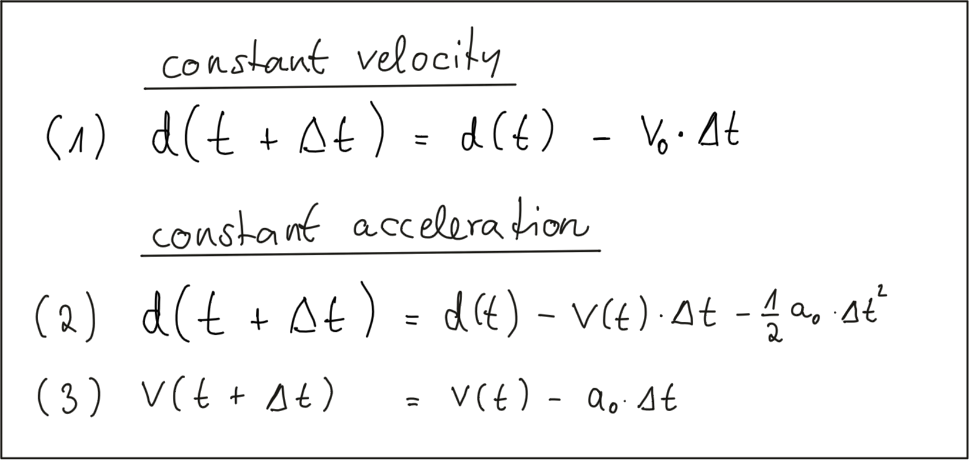 constant velocity
(1) d(t + Δt) = d(t) - v₀·Δt
constant acceleration
(2) d(t + Δt) = d(t) - v(t)·Δt - ½ a₀·Δt²
(3) v(t + Δt) = v(t) - a₀·Δt